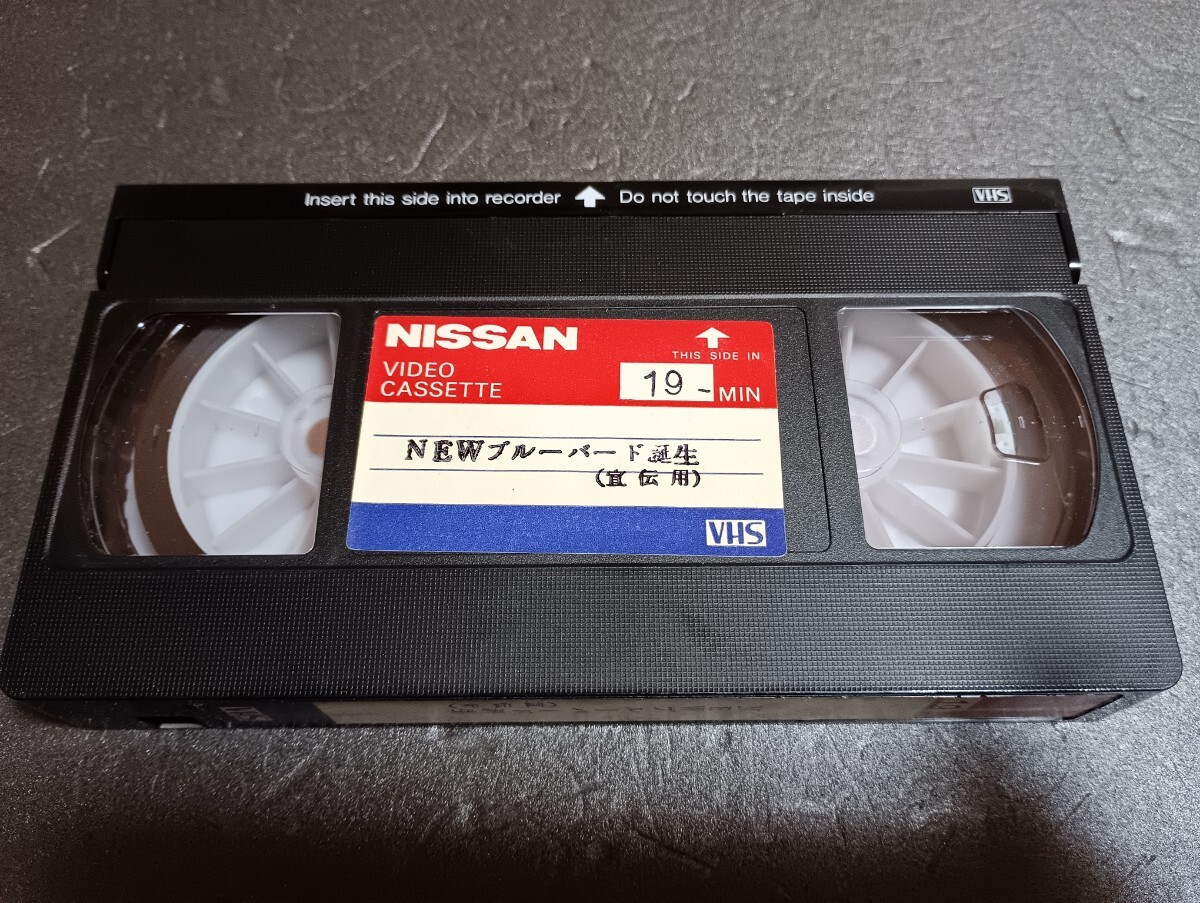 Insert this side into recorder ⬆ Do not touch the tape inside VHS
NISSAN
THIS SIDE IN
VIDEO
CASSETTE
19 - MIN
NEWブルーバード誕生
(宣伝用)
VHS